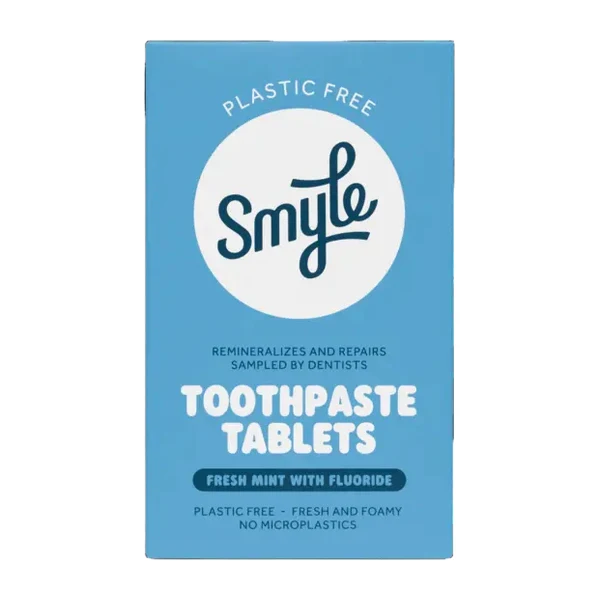 PLASTIC FREE
Smyle
REMINERALIZES AND REPAIRS
SAMPLED BY DENTISTS
TOOTHPASTE
TABLETS
FRESH MINT WITH FLUORIDE
PLASTIC FREE - FRESH AND FOAMY
NO MICROPLASTICS